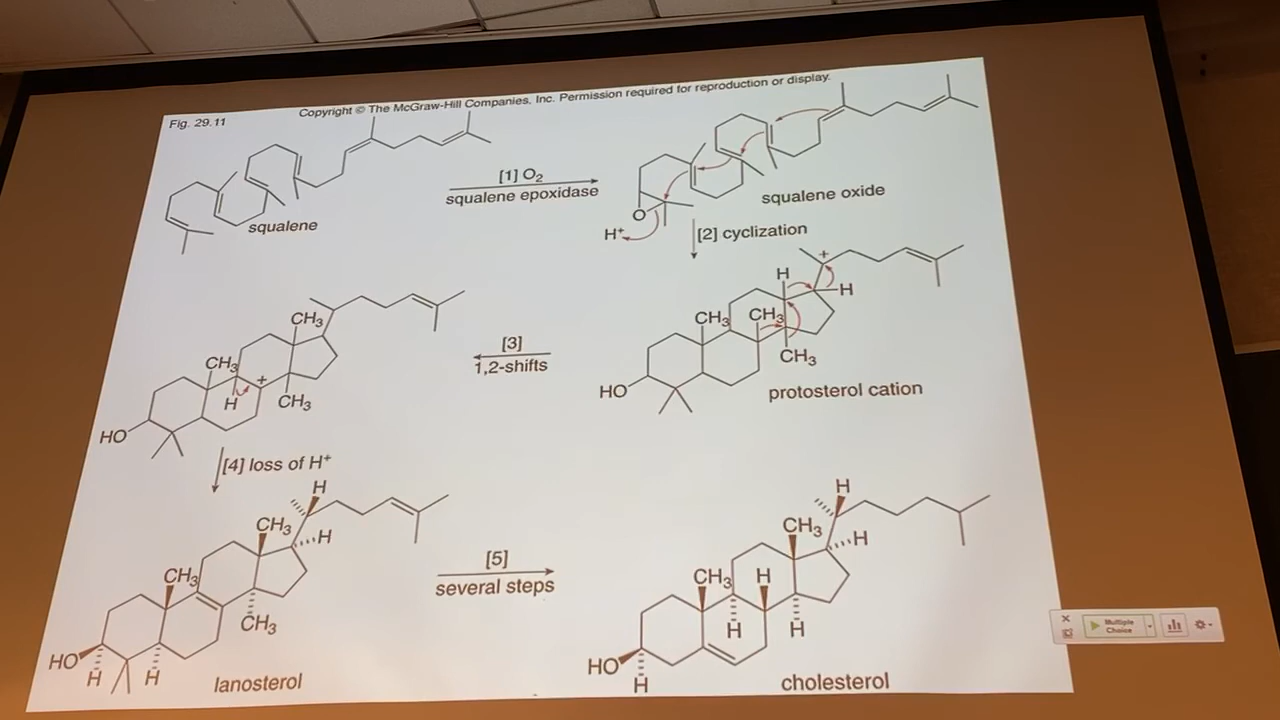 Copyright © The McGraw-Hill Companies, Inc. Permission required for reproduction or display.
Fig. 29.11
squalene
[1] O2
squalene epoxidase
O
H+
squalene oxide
[2] cyclization
+
H
H
CH3
CH3
CH3
HO
protosterol cation
[3]
1,2-shifts
CH3
CH3
+
H
CH3
HO
[4] loss of H+
H
CH3
H
CH3
CH3
HO
H
H
lanosterol
[5]
several steps
H
CH3
H
CH3
H
H
H
HO
H
cholesterol
Multiple
Choice